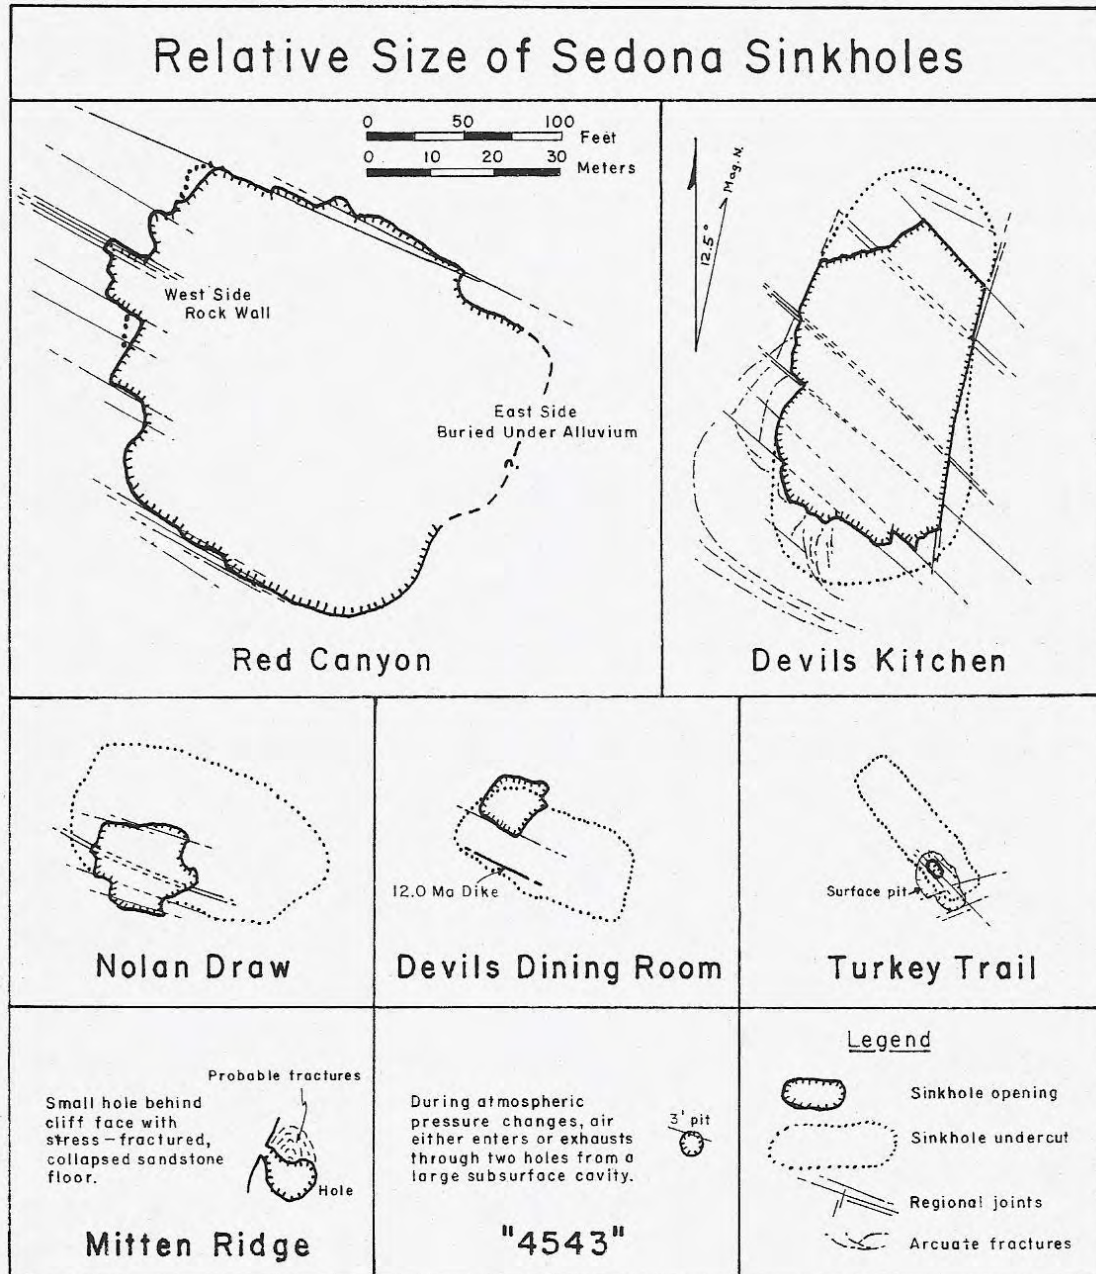 Relative Size of Sedona Sinkholes
0 50 100
Feet
0 10 20 30
Meters
West Side
Rock Wall
East Side
Buried Under Alluvium
Red Canyon
12.5°
Mag. N.
Devils Kitchen
Nolan Draw
12.0 Ma Dike
Devils Dining Room
Surface pit
Turkey Trail
Probable fractures
Small hole behind
cliff face with
stress-fractured,
collapsed sandstone
floor.
Hole
Mitten Ridge
During atmospheric
pressure changes, air
either enters or exhausts
through two holes from a
large subsurface cavity.
3' pit
"4543"
Legend
Sinkhole opening
Sinkhole undercut
Regional joints
Arcuate fractures